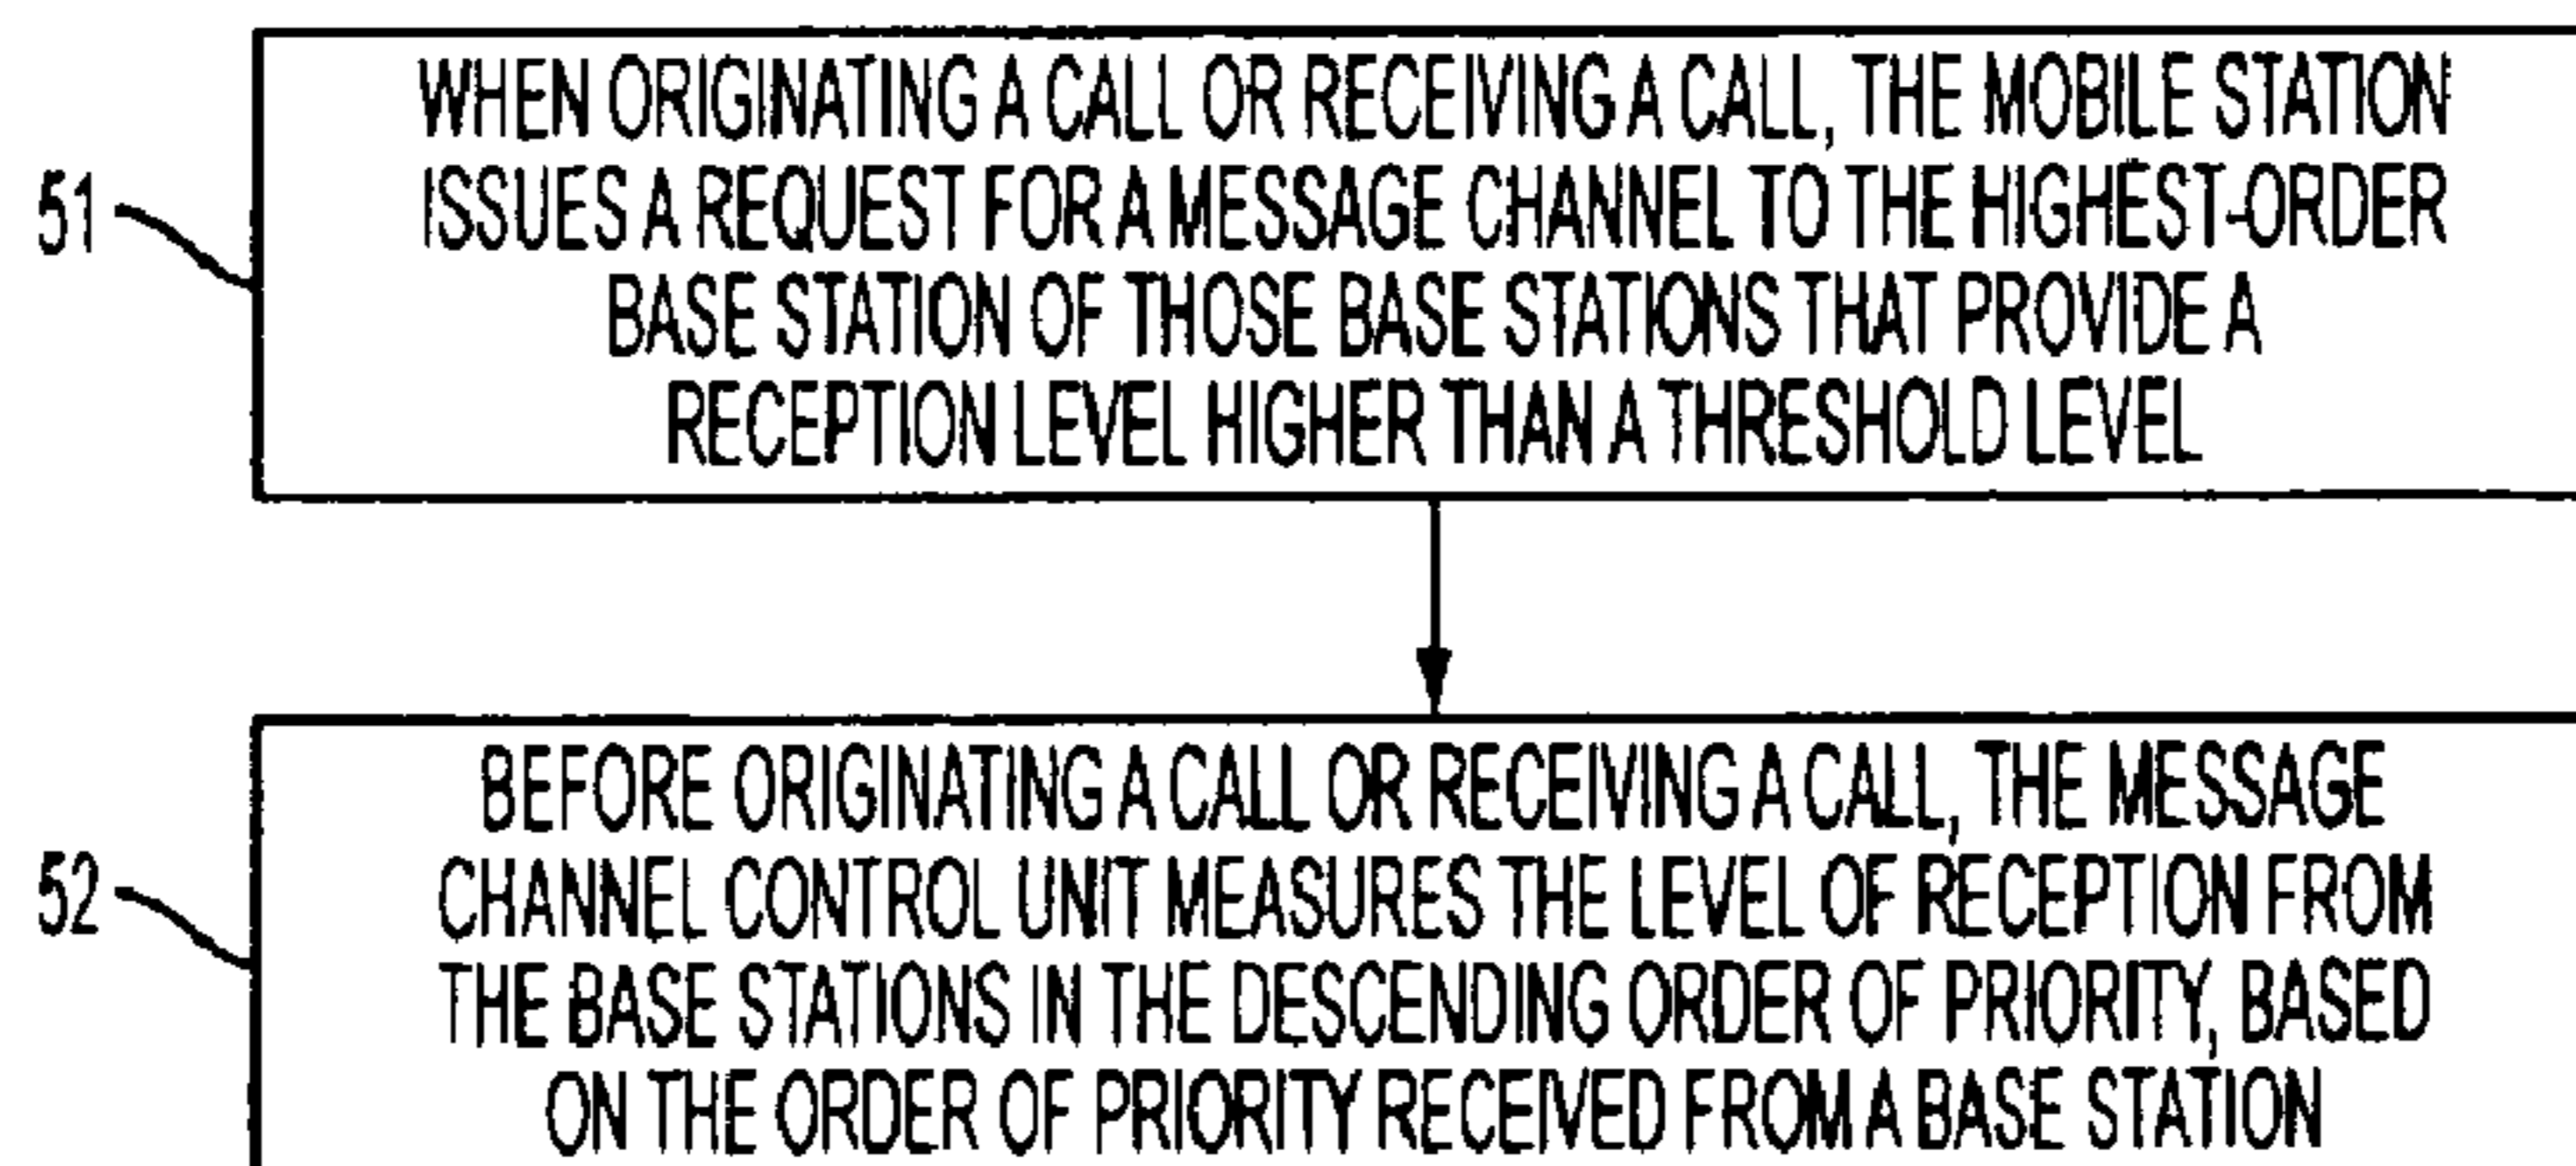 WHEN ORIGINATING A CALL OR RECEIVING A CALL, THE MOBILE STATION
ISSUES A REQUEST FOR A MESSAGE CHANNEL TO THE HIGHEST-ORDER
BASE STATION OF THOSE BASE STATIONS THAT PROVIDE A
RECEPTION LEVEL HIGHER THAN A THRESHOLD LEVEL
51
BEFORE ORIGINATING A CALL OR RECEIVING A CALL, THE MESSAGE
CHANNEL CONTROL UNIT MEASURES THE LEVEL OF RECEPTION FROM
THE BASE STATIONS IN THE DESCENDING ORDER OF PRIORITY, BASED
ON THE ORDER OF PRIORITY RECEIVED FROM A BASE STATION
52